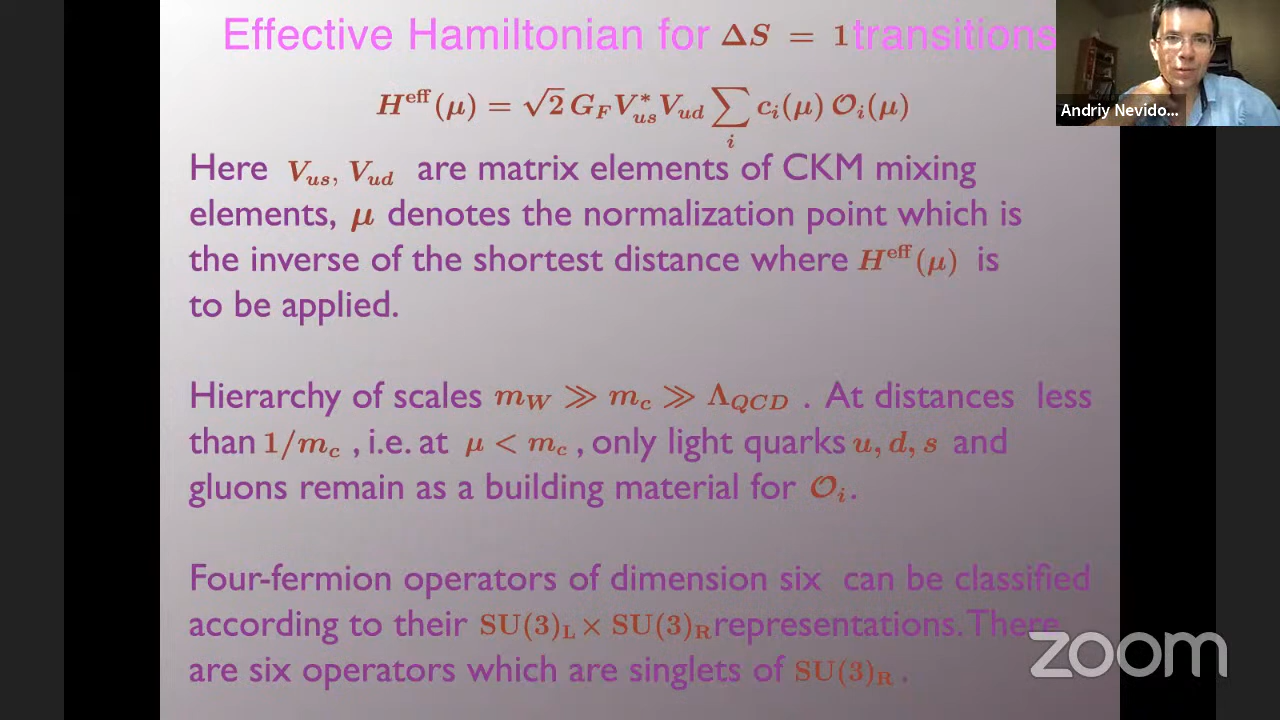 Effective Hamiltonian for ΔS = 1 transitions
H^eff(μ) = √2 G_F V*_us V_ud ∑_i c_i(μ) O_i(μ)
Here V_us, V_ud are matrix elements of CKM mixing
elements, μ denotes the normalization point which is
the inverse of the shortest distance where H^eff(μ) is
to be applied.
Hierarchy of scales m_W ≫ m_c ≫ Λ_QCD . At distances less
than 1/m_c , i.e. at μ < m_c , only light quarks u, d, s and
gluons remain as a building material for O_i.
Four-fermion operators of dimension six can be classified
according to their SU(3)_L × SU(3)_R representations. There
are six operators which are singlets of SU(3)_R .
Andriy Nevido...
zoom